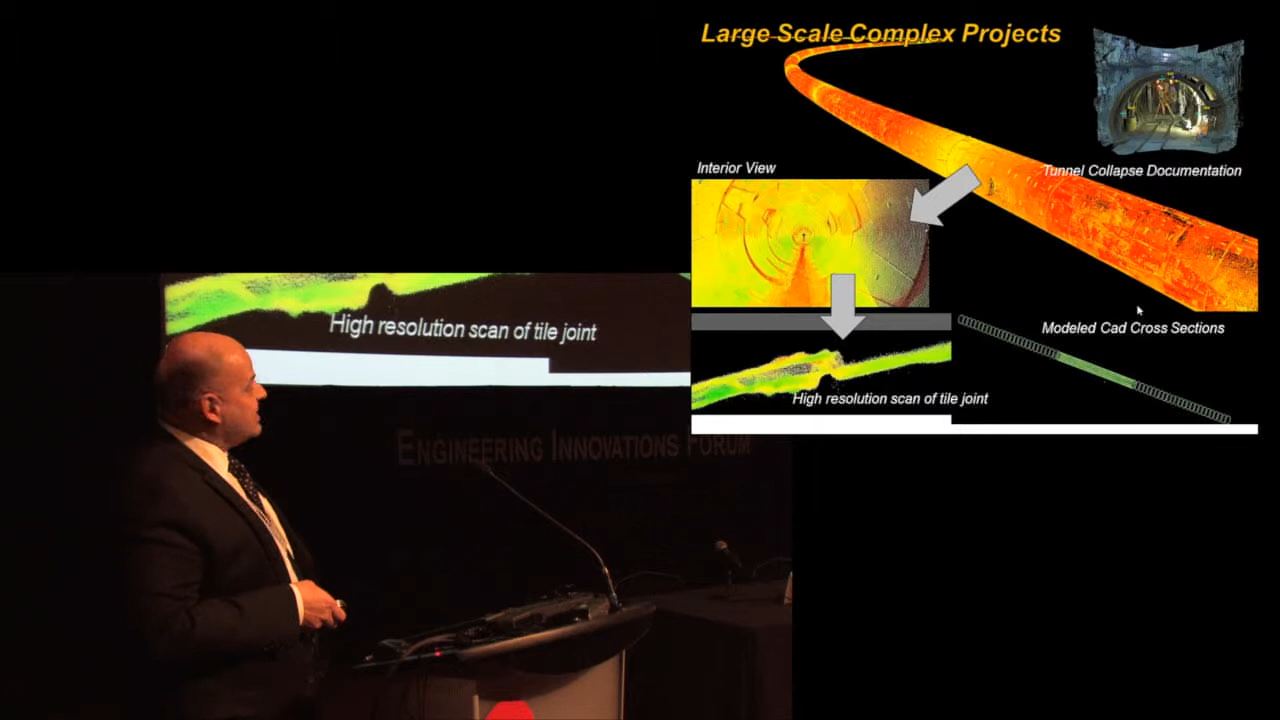 Large Scale Complex Projects
Interior View
Tunnel Collapse Documentation
Modeled Cad Cross Sections
High resolution scan of tile joint
High resolution scan of tile joint
ENGINEERING INNOVATIONS FORUM